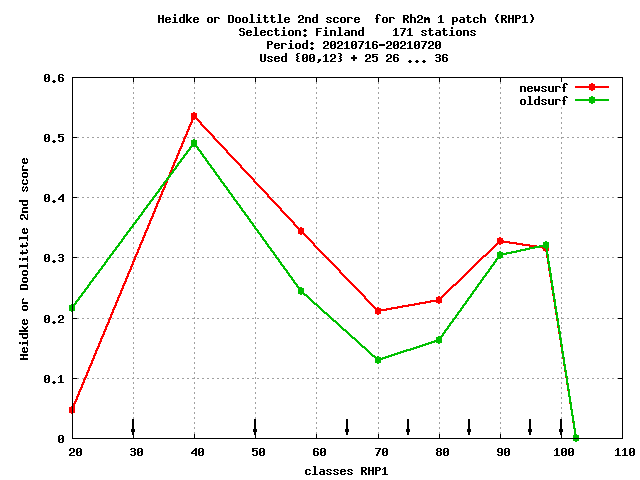 Heidke or Doolittle 2nd score  for Rh2m 1 patch (RHP1)
Selection: Finland    171 stations
Period: 20210716-20210720
Used {00,12} + 25 26 ... 36
newsurf
oldsurf
Heidke or Doolittle 2nd score
0.6
0.5
0.4
0.3
0.2
0.1
0
20 30 40 50 60 70 80 90 100 110
classes RHP1